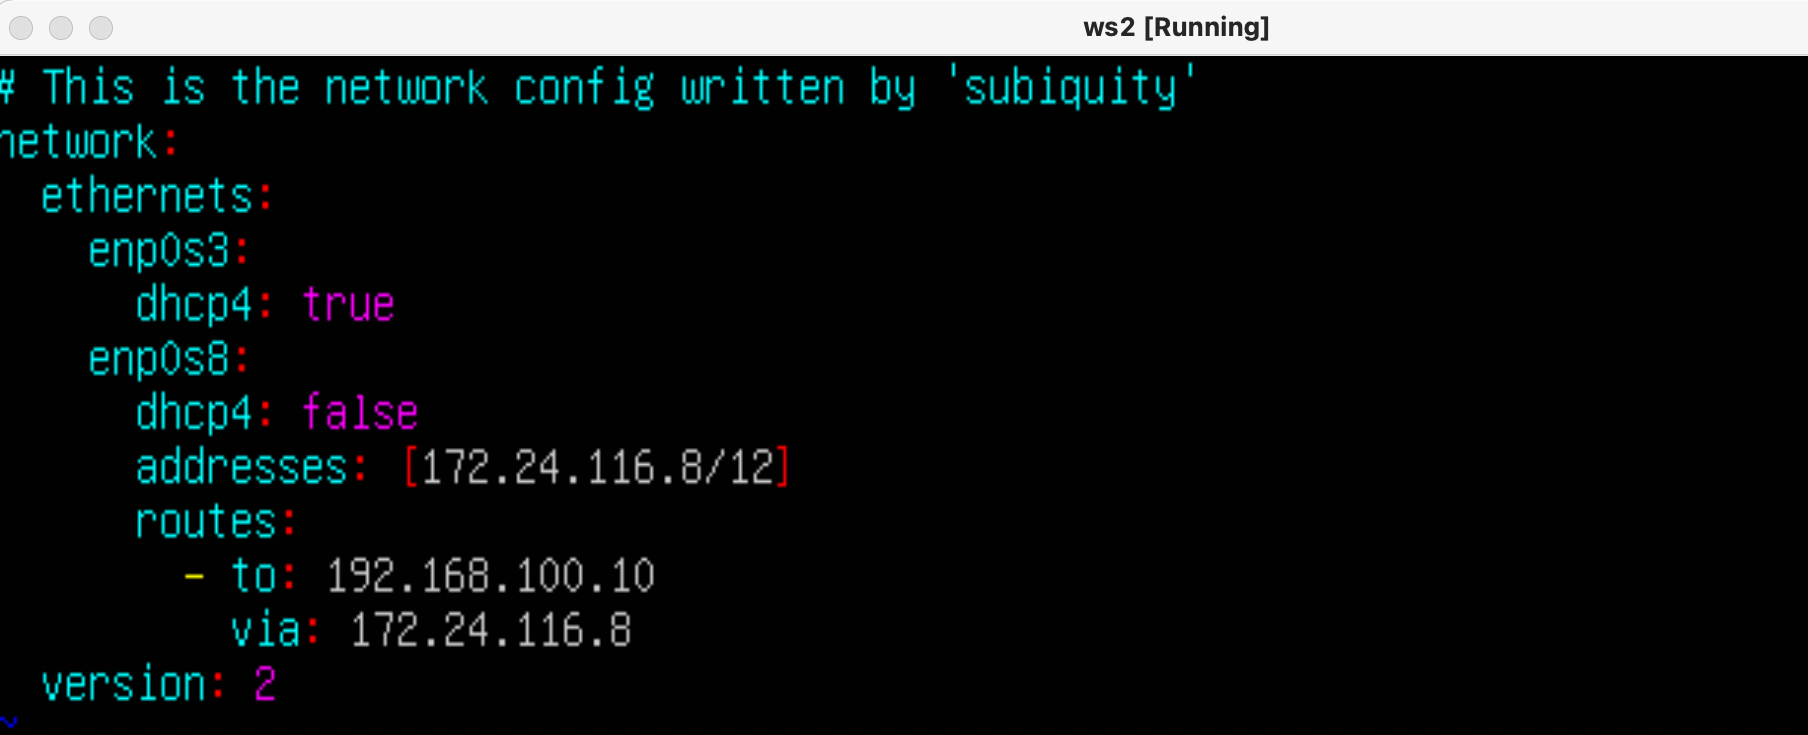 ws2 [Running]
# This is the network config written by 'subiquity'
network:
  ethernets:
    enp0s3:
      dhcp4: true
    enp0s8:
      dhcp4: false
      addresses: [172.24.116.8/12]
      routes:
        - to: 192.168.100.10
          via: 172.24.116.8
  version: 2
~